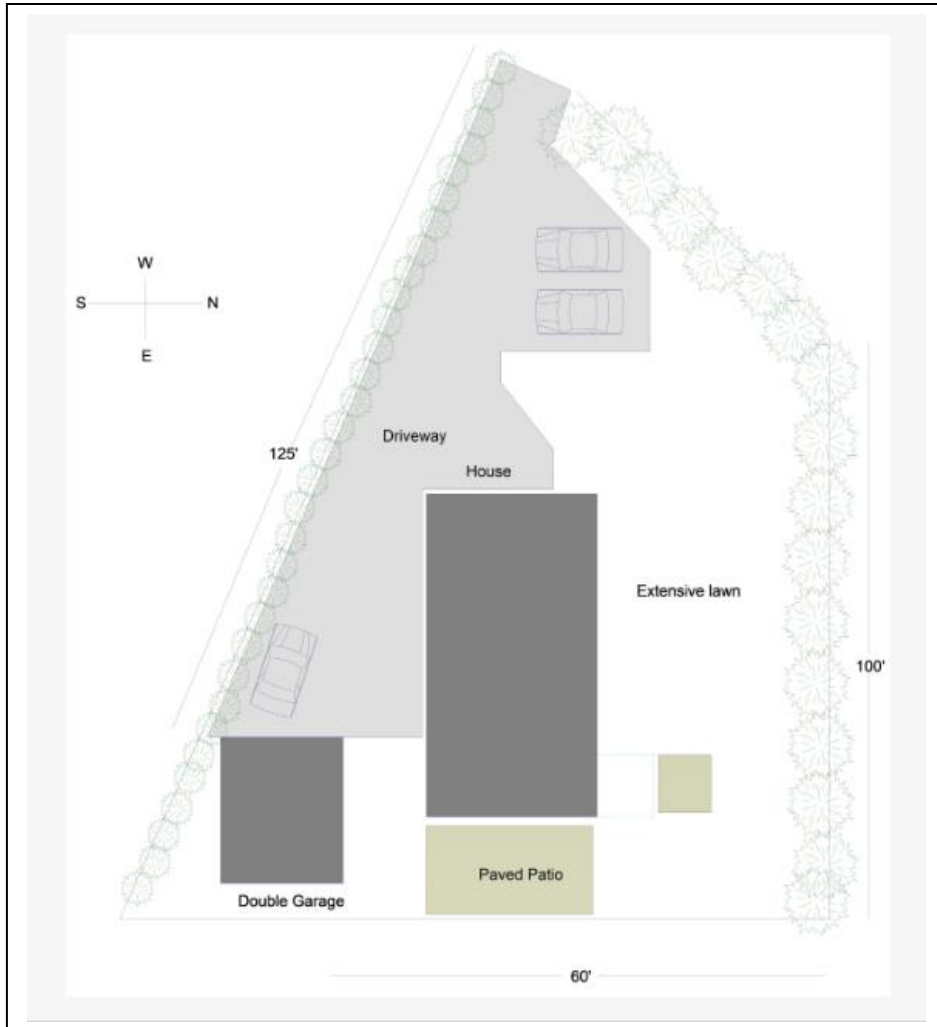 W
S N
E
Driveway
125'
House
Extensive lawn
100'
Paved Patio
Double Garage
60'